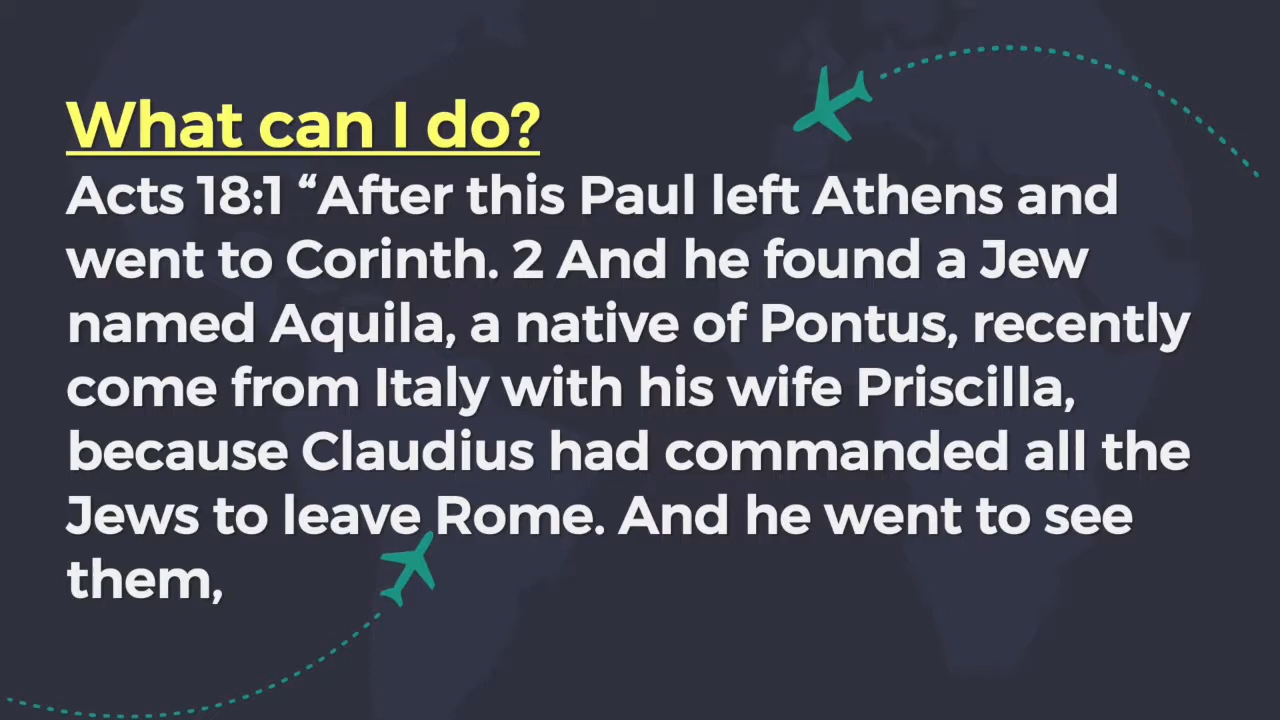 What can I do?
Acts 18:1 “After this Paul left Athens and
went to Corinth. 2 And he found a Jew
named Aquila, a native of Pontus, recently
come from Italy with his wife Priscilla,
because Claudius had commanded all the
Jews to leave Rome. And he went to see
them,